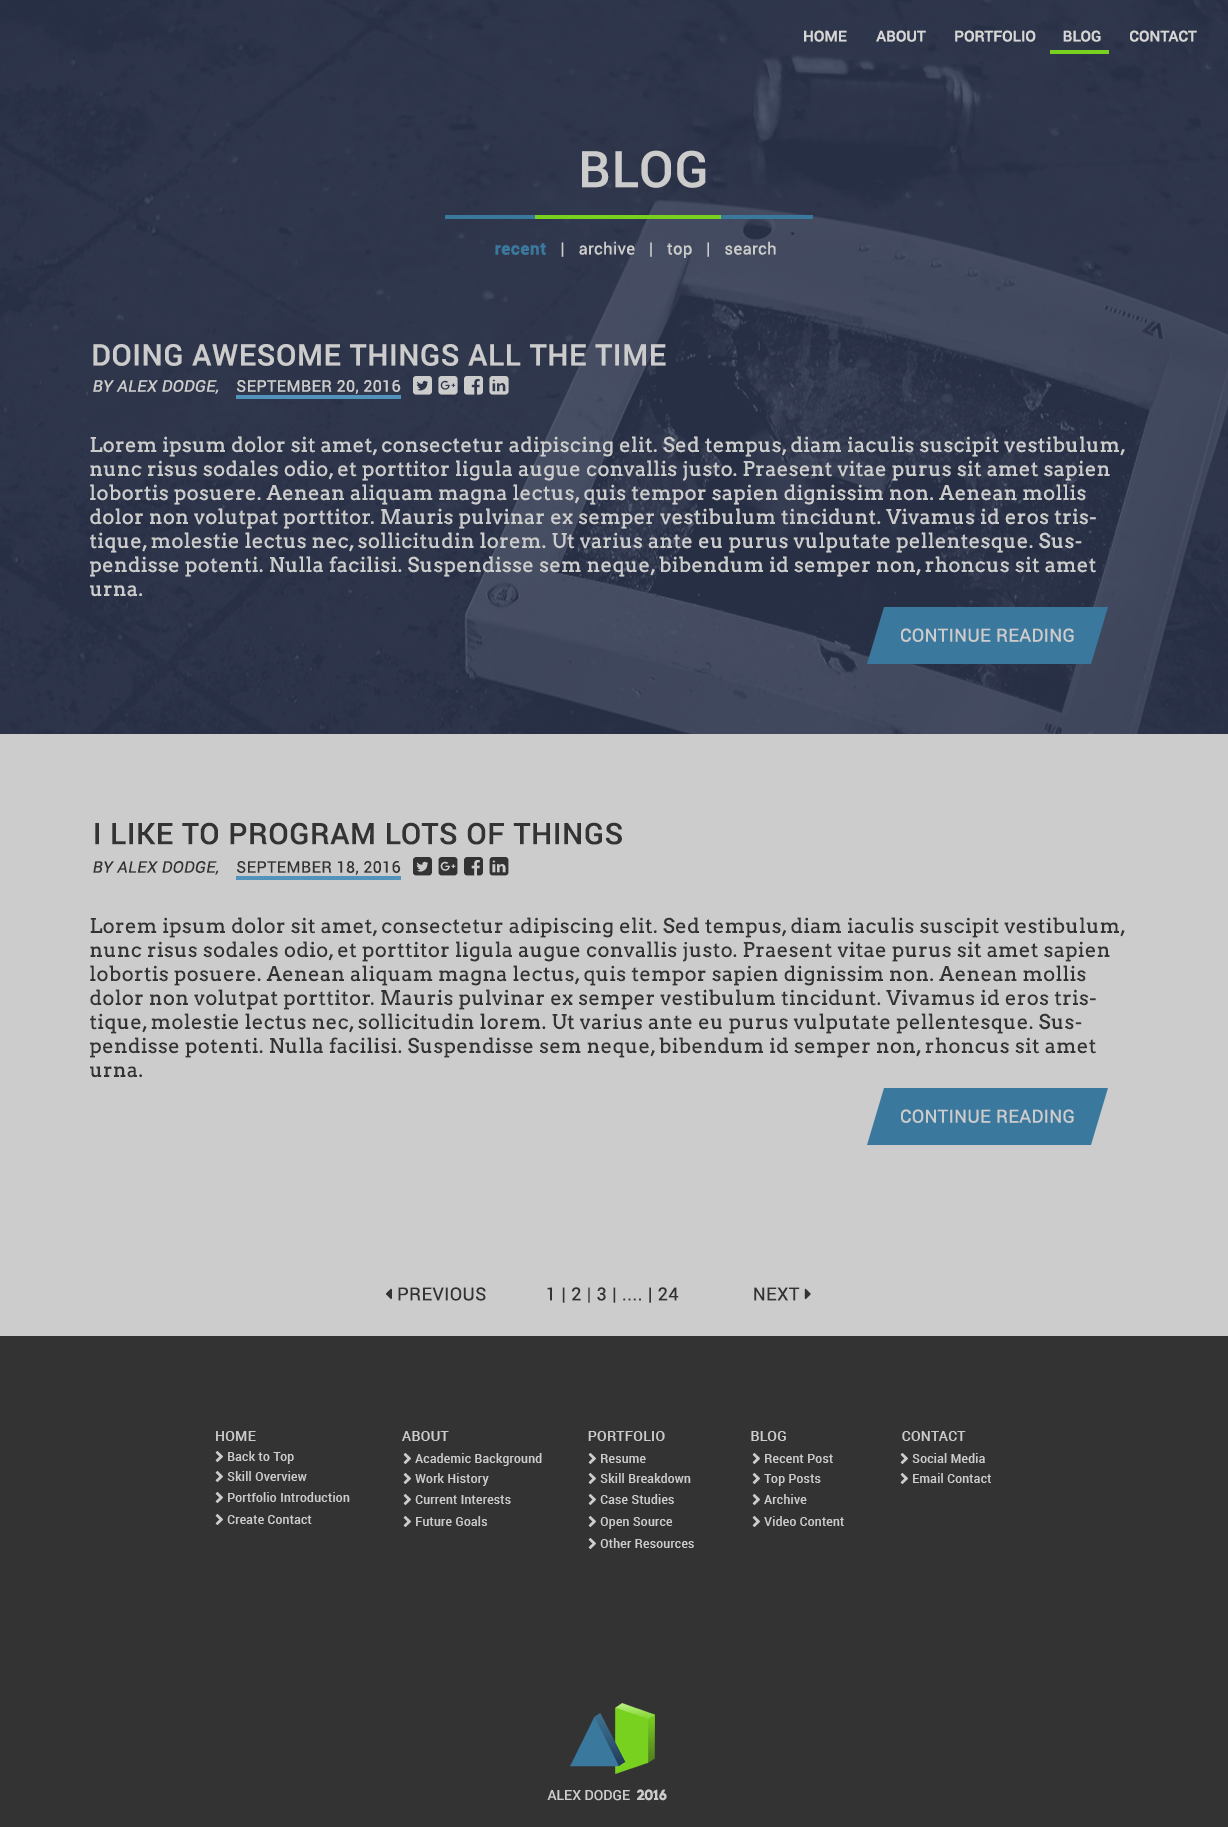 HOME ABOUT PORTFOLIO BLOG CONTACT
BLOG
recent | archive | top | search
DOING AWESOME THINGS ALL THE TIME
BY ALEX DODGE, SEPTEMBER 20, 2016
Lorem ipsum dolor sit amet, consectetur adipiscing elit. Sed tempus, diam iaculis suscipit vestibulum,
nunc risus sodales odio, et porttitor ligula augue convallis justo. Praesent vitae purus sit amet sapien
lobortis posuere. Aenean aliquam magna lectus, quis tempor sapien dignissim non. Aenean mollis
dolor non volutpat porttitor. Mauris pulvinar ex semper vestibulum tincidunt. Vivamus id eros tris-
tique, molestie lectus nec, sollicitudin lorem. Ut varius ante eu purus vulputate pellentesque. Sus-
pendisse potenti. Nulla facilisi. Suspendisse sem neque, bibendum id semper non, rhoncus sit amet
urna.
CONTINUE READING
I LIKE TO PROGRAM LOTS OF THINGS
BY ALEX DODGE, SEPTEMBER 18, 2016
Lorem ipsum dolor sit amet, consectetur adipiscing elit. Sed tempus, diam iaculis suscipit vestibulum,
nunc risus sodales odio, et porttitor ligula augue convallis justo. Praesent vitae purus sit amet sapien
lobortis posuere. Aenean aliquam magna lectus, quis tempor sapien dignissim non. Aenean mollis
dolor non volutpat porttitor. Mauris pulvinar ex semper vestibulum tincidunt. Vivamus id eros tris-
tique, molestie lectus nec, sollicitudin lorem. Ut varius ante eu purus vulputate pellentesque. Sus-
pendisse potenti. Nulla facilisi. Suspendisse sem neque, bibendum id semper non, rhoncus sit amet
urna.
CONTINUE READING
PREVIOUS 1 | 2 | 3 | .... | 24 NEXT
HOME
Back to Top
Skill Overview
Portfolio Introduction
Create Contact
ABOUT
Academic Background
Work History
Current Interests
Future Goals
PORTFOLIO
Resume
Skill Breakdown
Case Studies
Open Source
Other Resources
BLOG
Recent Post
Top Posts
Archive
Video Content
CONTACT
Social Media
Email Contact
ALEX DODGE 2016